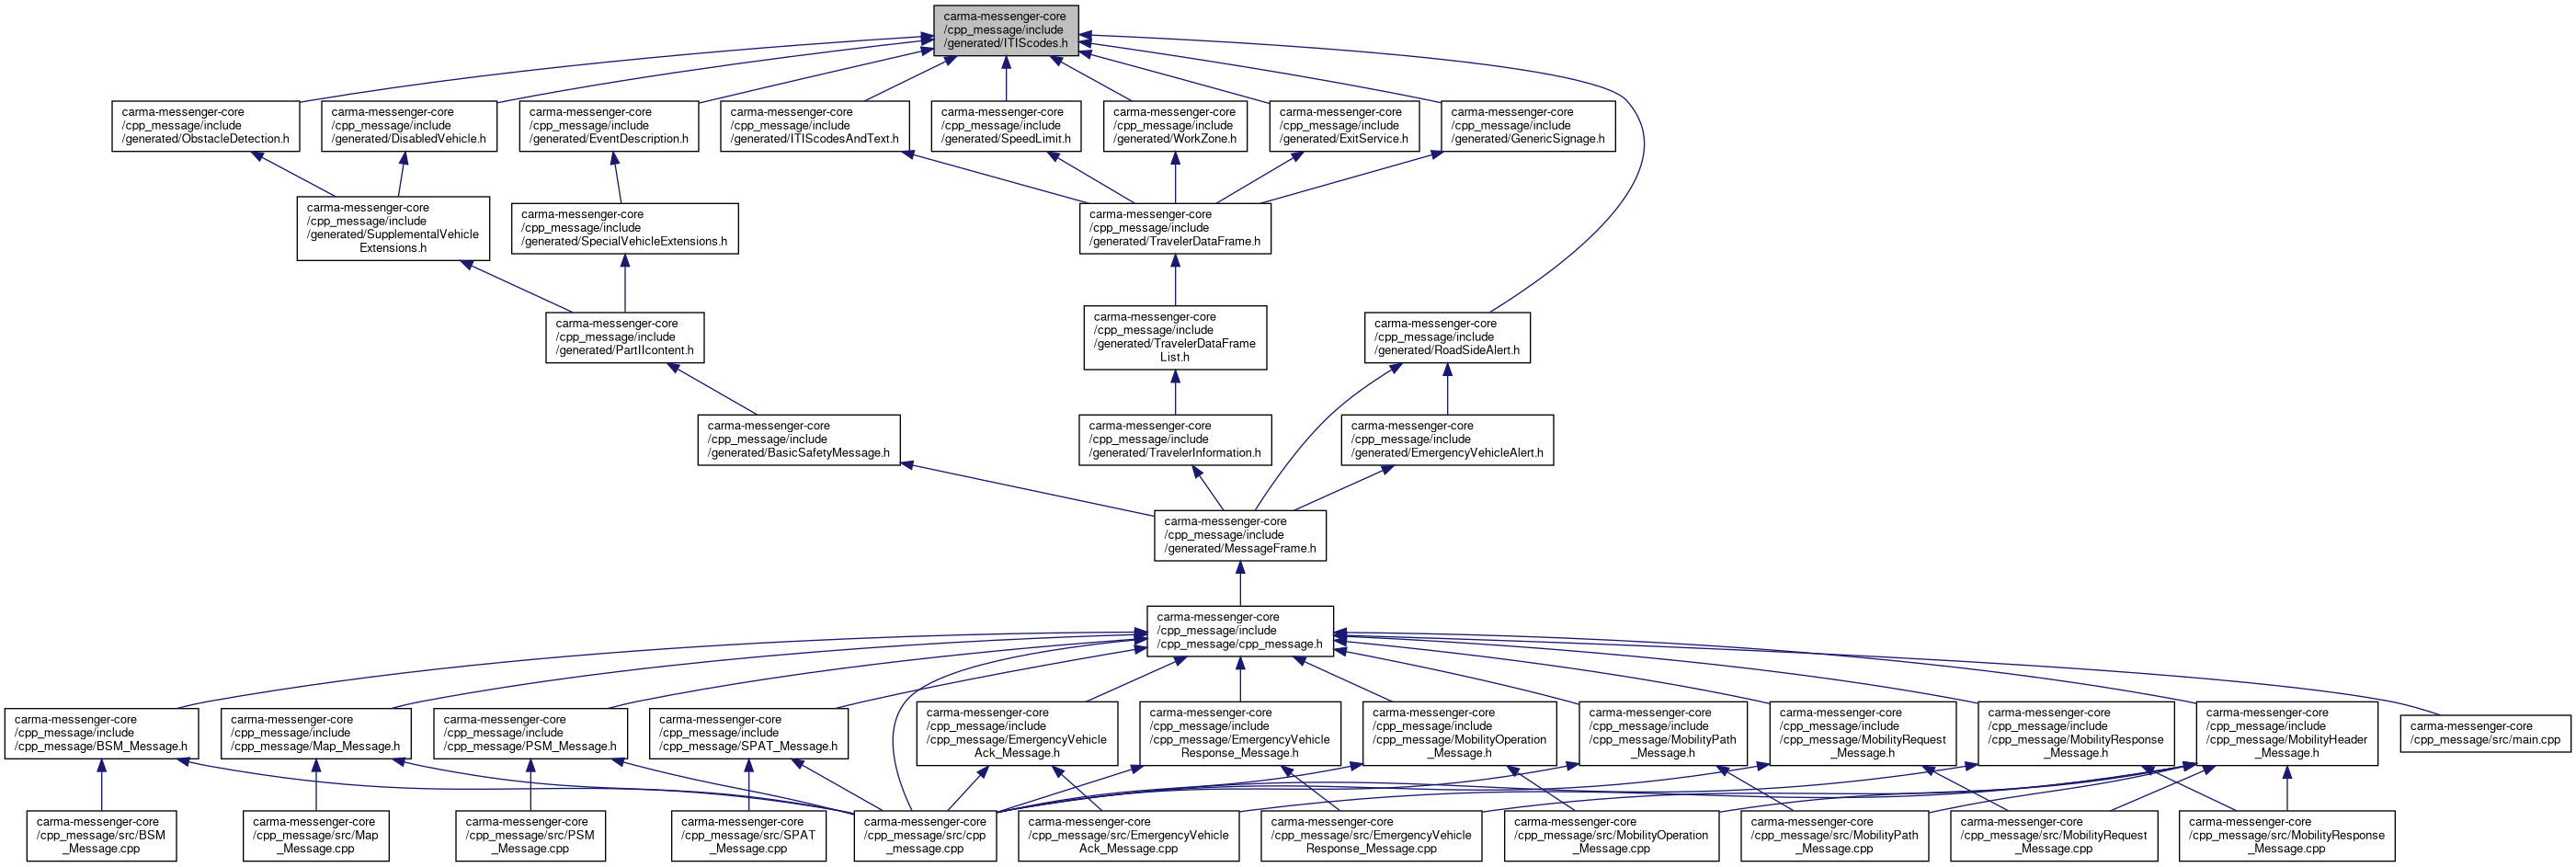 carma-messenger-core
/cpp_message/include
/generated/ITIScodes.h
carma-messenger-core
/cpp_message/include
/generated/ObstacleDetection.h
carma-messenger-core
/cpp_message/include
/generated/DisabledVehicle.h
carma-messenger-core
/cpp_message/include
/generated/EventDescription.h
carma-messenger-core
/cpp_message/include
/generated/ITIScodesAndText.h
carma-messenger-core
/cpp_message/include
/generated/SpeedLimit.h
carma-messenger-core
/cpp_message/include
/generated/WorkZone.h
carma-messenger-core
/cpp_message/include
/generated/ExitService.h
carma-messenger-core
/cpp_message/include
/generated/GenericSignage.h
carma-messenger-core
/cpp_message/include
/generated/SupplementalVehicle
Extensions.h
carma-messenger-core
/cpp_message/include
/generated/SpecialVehicleExtensions.h
carma-messenger-core
/cpp_message/include
/generated/TravelerDataFrame.h
carma-messenger-core
/cpp_message/include
/generated/PartIIcontent.h
carma-messenger-core
/cpp_message/include
/generated/TravelerDataFrame
List.h
carma-messenger-core
/cpp_message/include
/generated/RoadSideAlert.h
carma-messenger-core
/cpp_message/include
/generated/BasicSafetyMessage.h
carma-messenger-core
/cpp_message/include
/generated/TravelerInformation.h
carma-messenger-core
/cpp_message/include
/generated/EmergencyVehicleAlert.h
carma-messenger-core
/cpp_message/include
/generated/MessageFrame.h
carma-messenger-core
/cpp_message/include
/cpp_message/cpp_message.h
carma-messenger-core
/cpp_message/include
/cpp_message/BSM_Message.h
carma-messenger-core
/cpp_message/include
/cpp_message/Map_Message.h
carma-messenger-core
/cpp_message/include
/cpp_message/PSM_Message.h
carma-messenger-core
/cpp_message/include
/cpp_message/SPAT_Message.h
carma-messenger-core
/cpp_message/include
/cpp_message/EmergencyVehicle
Ack_Message.h
carma-messenger-core
/cpp_message/include
/cpp_message/EmergencyVehicle
Response_Message.h
carma-messenger-core
/cpp_message/include
/cpp_message/MobilityOperation
_Message.h
carma-messenger-core
/cpp_message/include
/cpp_message/MobilityPath
_Message.h
carma-messenger-core
/cpp_message/include
/cpp_message/MobilityRequest
_Message.h
carma-messenger-core
/cpp_message/include
/cpp_message/MobilityResponse
_Message.h
carma-messenger-core
/cpp_message/include
/cpp_message/MobilityHeader
_Message.h
carma-messenger-core
/cpp_message/src/main.cpp
carma-messenger-core
/cpp_message/src/BSM
_Message.cpp
carma-messenger-core
/cpp_message/src/Map
_Message.cpp
carma-messenger-core
/cpp_message/src/PSM
_Message.cpp
carma-messenger-core
/cpp_message/src/SPAT
_Message.cpp
carma-messenger-core
/cpp_message/src/cpp
_message.cpp
carma-messenger-core
/cpp_message/src/EmergencyVehicle
Ack_Message.cpp
carma-messenger-core
/cpp_message/src/EmergencyVehicle
Response_Message.cpp
carma-messenger-core
/cpp_message/src/MobilityOperation
_Message.cpp
carma-messenger-core
/cpp_message/src/MobilityPath
_Message.cpp
carma-messenger-core
/cpp_message/src/MobilityRequest
_Message.cpp
carma-messenger-core
/cpp_message/src/MobilityResponse
_Message.cpp